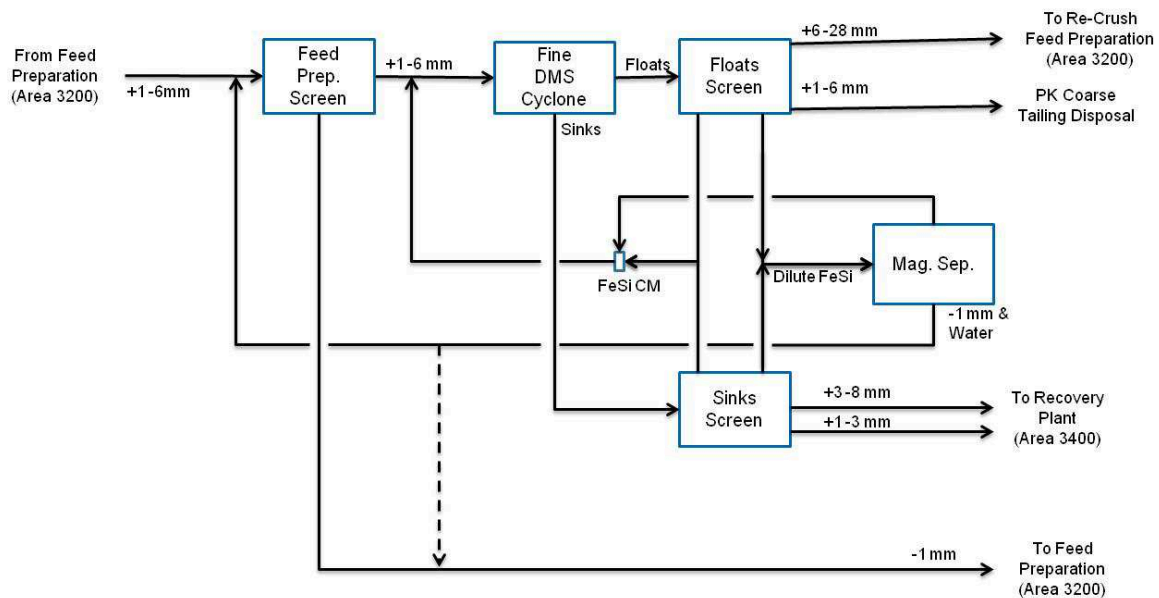 From Feed
Preparation
(Area 3200)
+1-6mm
Feed
Prep.
Screen
+1-6 mm
Fine
DMS
Cyclone
Floats
Sinks
Floats
Screen
+6-28 mm
To Re-Crush
Feed Preparation
(Area 3200)
+1-6 mm
PK Coarse
Tailing Disposal
FeSi CM
Dilute FeSi
Mag. Sep.
-1 mm &
Water
Sinks
Screen
+3-8 mm
+1-3 mm
To Recovery
Plant
(Area 3400)
-1 mm
To Feed
Preparation
(Area 3200)